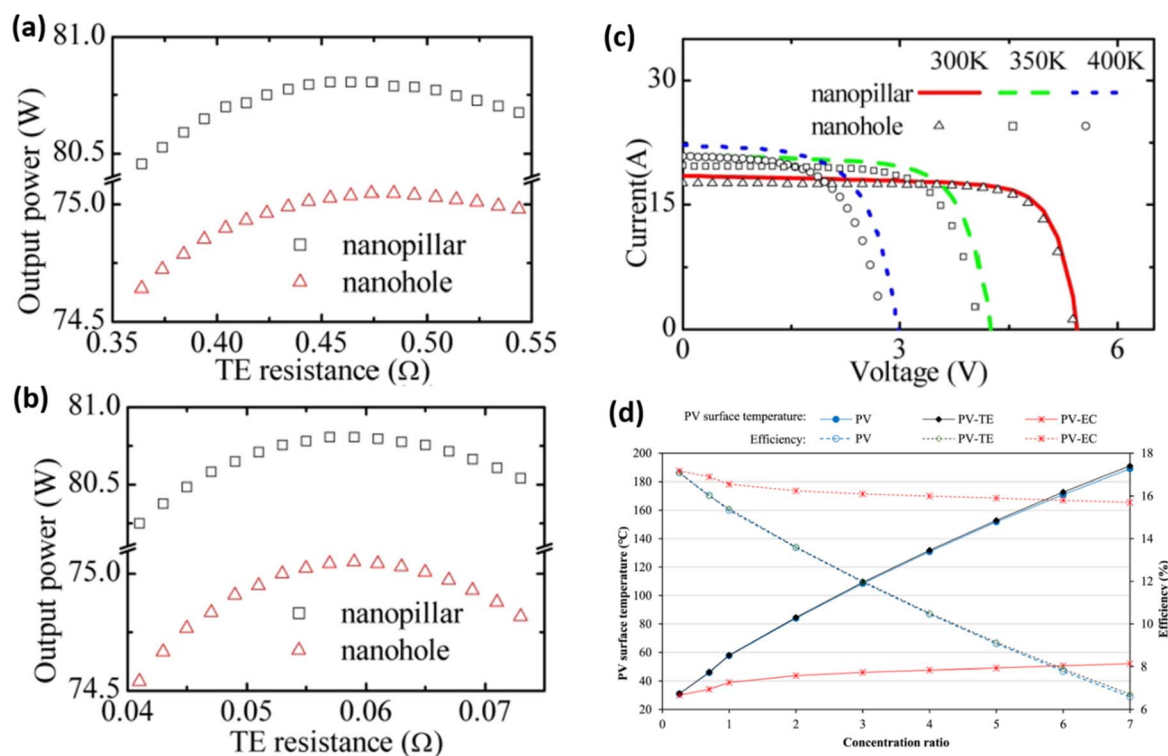 (a)
81.0
80.5
75.0
74.5
Output power (W)
nanopillar
nanohole
0.35 0.40 0.45 0.50 0.55
TE resistance (Ω)
(b)
81.0
80.5
75.0
74.5
Output power (W)
nanopillar
nanohole
0.04 0.05 0.06 0.07
TE resistance (Ω)
(c)
300K 350K 400K
nanopillar
nanohole
30
15
0
Current(A)
0 3 6
Voltage (V)
(d)
PV surface temperature: PV PV-TE PV-EC
Efficiency: PV PV-TE PV-EC
200 18
180 16
160 14
140
120 12
100
80 10
60 8
40
20 6
PV surface temperature (°C)
Efficiency (%)
0 1 2 3 4 5 6 7
Concentration ratio